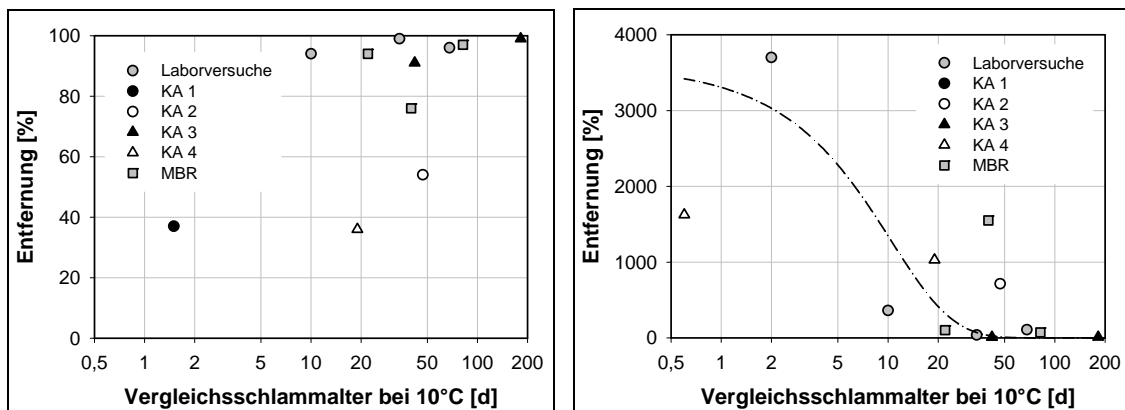 Entfernung [%]
100
80
60
40
20
0
Laborversuche
KA 1
KA 2
KA 3
KA 4
MBR
0,5 1 2 10 20 50 100 200
Vergleichsschlammalter bei 10°C [d]
Entfernung [%]
4000
3000
2000
1000
0
Laborversuche
KA 1
KA 2
KA 3
KA 4
MBR
0,5 1 2 5 10 20 50 100 200
Vergleichsschlammalter bei 10°C [d]